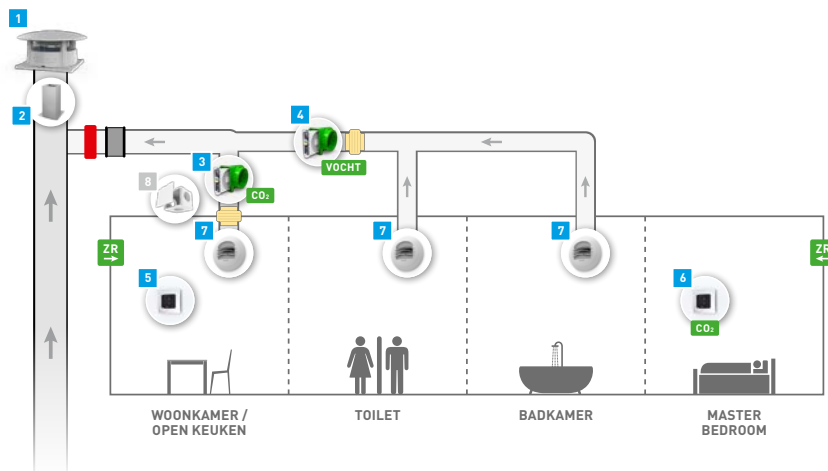 1
2
4
VOCHT
3
CO₂
8
7
7
7
ZR
ZR
5
6
CO₂
WOONKAMER /
OPEN KEUKEN
TOILET
BADKAMER
MASTER
BEDROOM